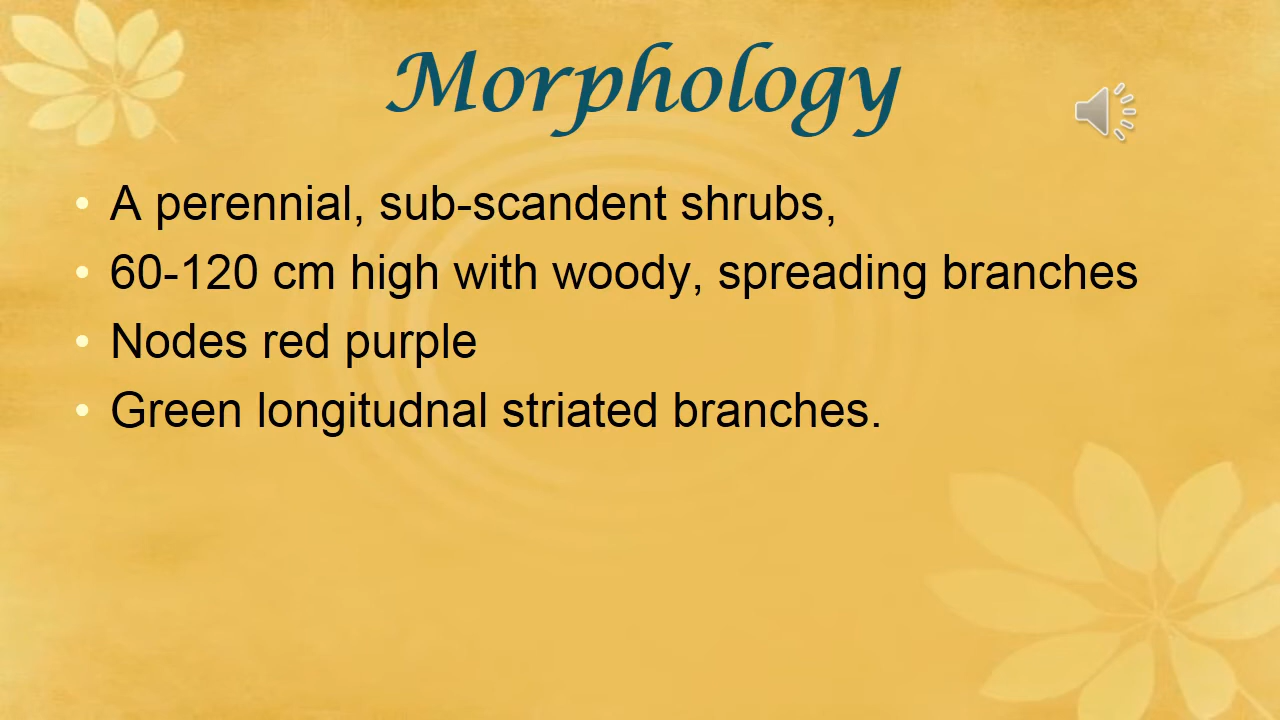 Morphology
• A perennial, sub-scandent shrubs,
• 60-120 cm high with woody, spreading branches
• Nodes red purple
• Green longitudnal striated branches.